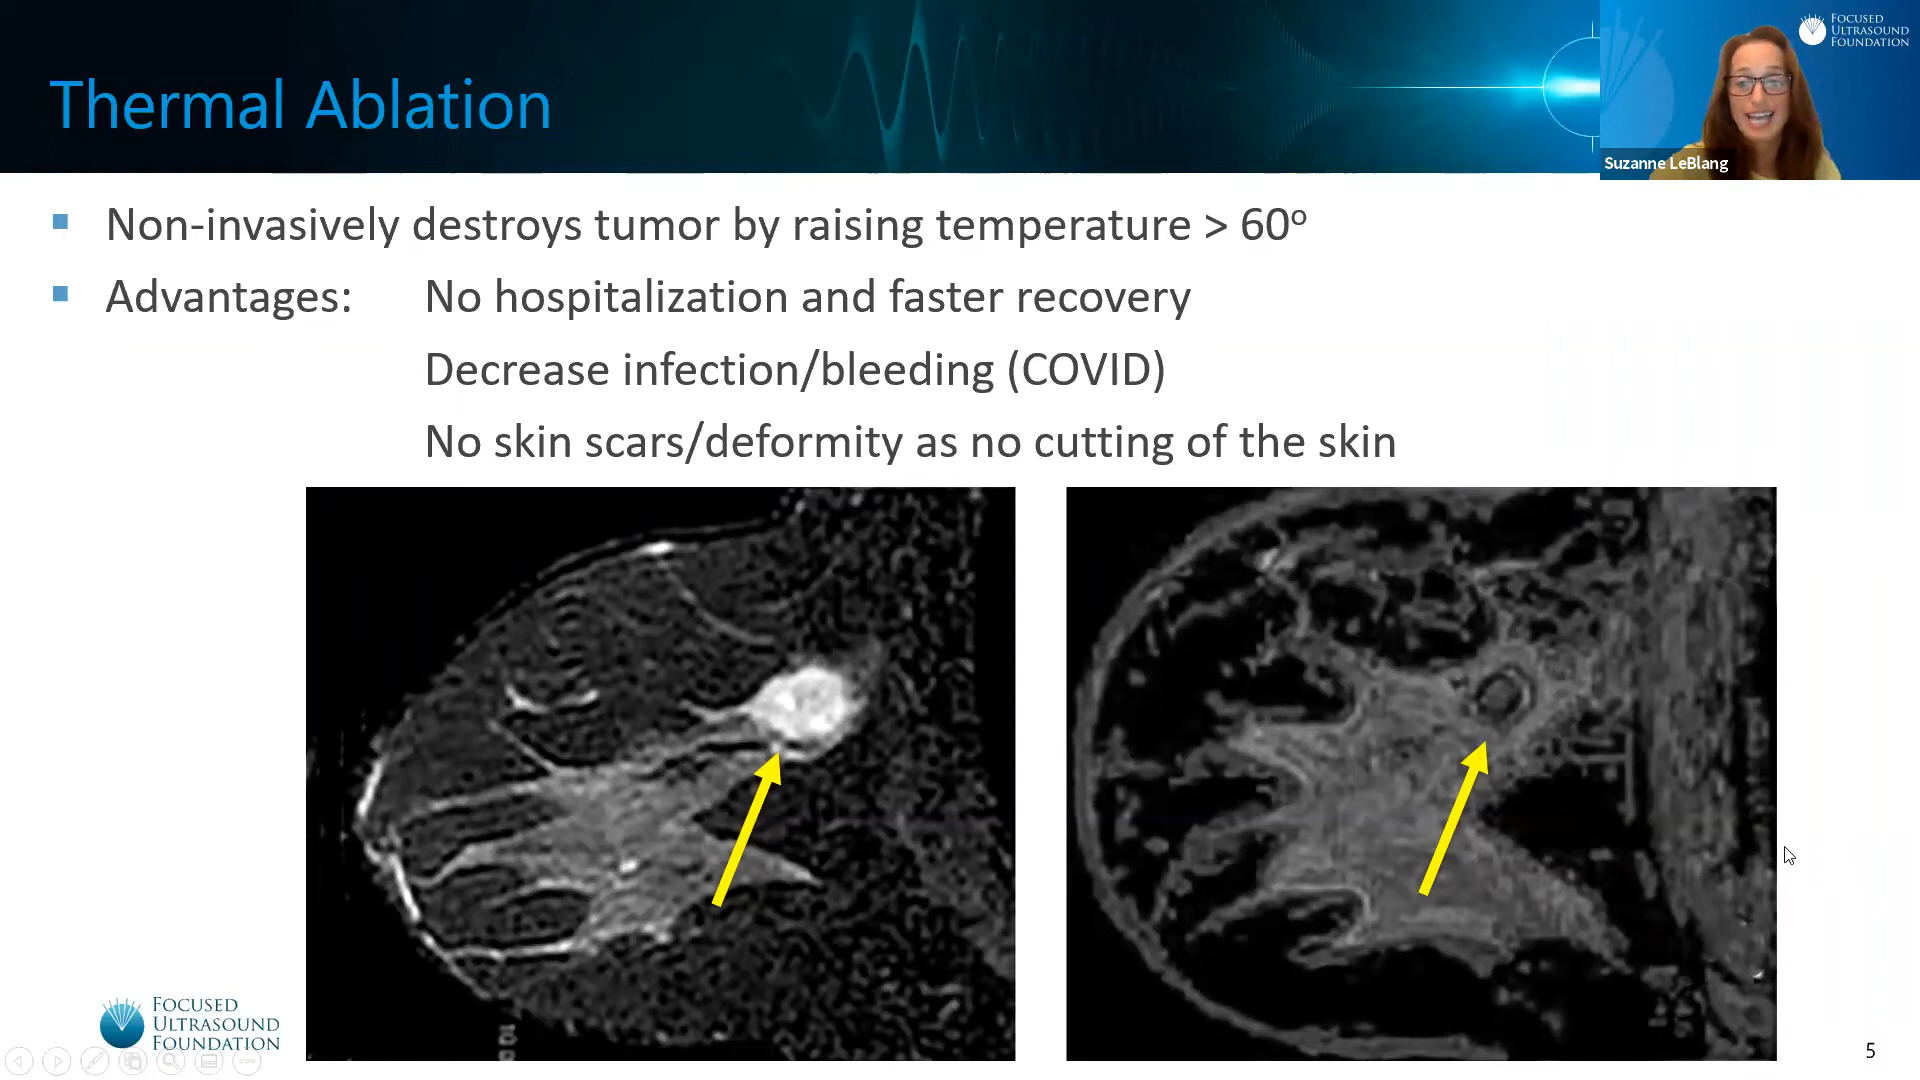 Thermal Ablation
FOCUSED
ULTRASOUND
FOUNDATION
Suzanne LeBlang
Non-invasively destroys tumor by raising temperature > 60º
Advantages: No hospitalization and faster recovery
Decrease infection/bleeding (COVID)
No skin scars/deformity as no cutting of the skin
FOCUSED
ULTRASOUND
FOUNDATION
5